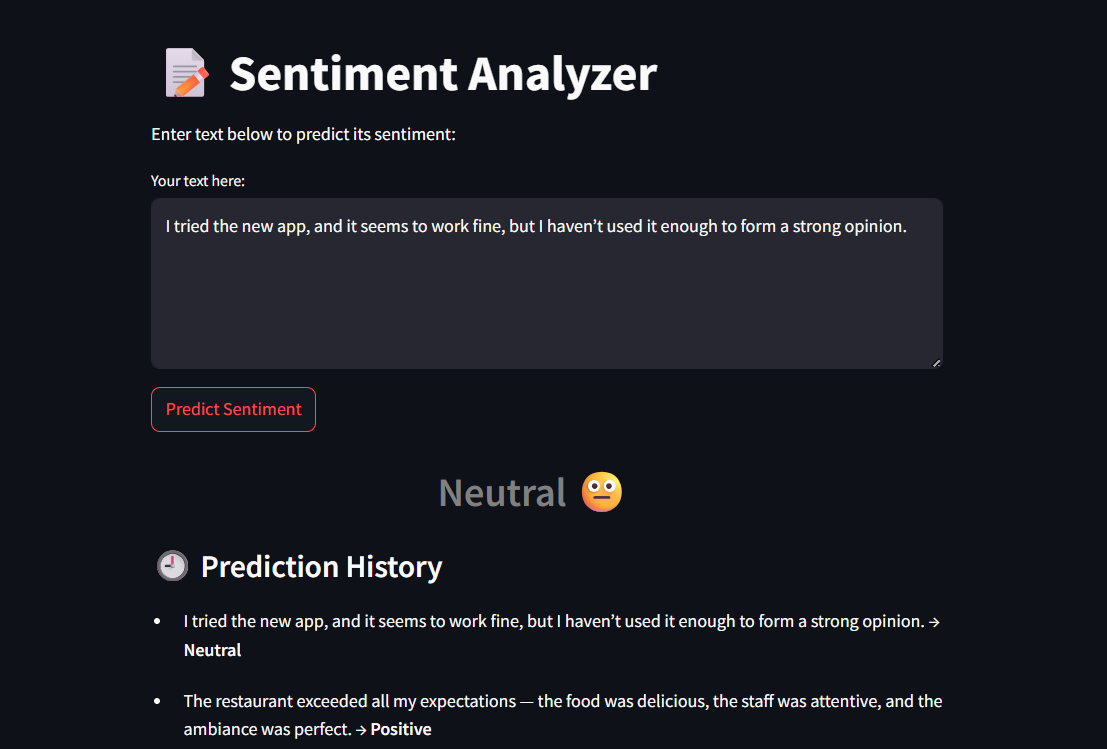 Sentiment Analyzer
Enter text below to predict its sentiment:
Your text here:
I tried the new app, and it seems to work fine, but I haven’t used it enough to form a strong opinion.
Predict Sentiment
Neutral 😐
Prediction History
• I tried the new app, and it seems to work fine, but I haven’t used it enough to form a strong opinion. →
Neutral
• The restaurant exceeded all my expectations — the food was delicious, the staff was attentive, and the
ambiance was perfect. → Positive